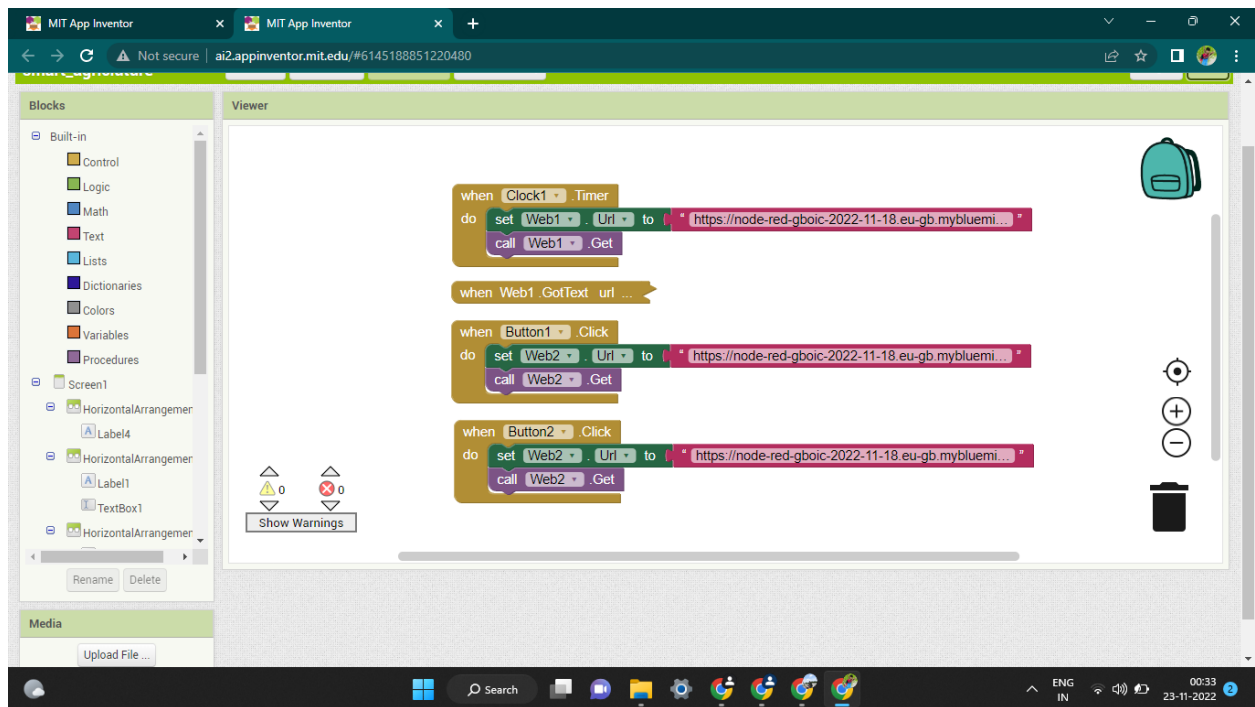 MIT App Inventor
MIT App Inventor
Not secure ai2.appinventor.mit.edu/#6145188851220480
Blocks
Viewer
Built-in
Control
Logic
Math
Text
Lists
Dictionaries
Colors
Variables
Procedures
Screen1
HorizontalArrangemer
Label4
HorizontalArrangemer
Label1
TextBox1
HorizontalArrangemer
Rename Delete
when Clock1 .Timer
do set Web1 . Url to " https://node-red-gboic-2022-11-18.eu-gb.mybluemi... "
call Web1 .Get
when Web1 .GotText url ...
when Button1 .Click
do set Web2 . Url to " https://node-red-gboic-2022-11-18.eu-gb.mybluemi... "
call Web2 .Get
when Button2 .Click
do set Web2 . Url to " https://node-red-gboic-2022-11-18.eu-gb.mybluemi... "
call Web2 .Get
0 0
Show Warnings
Media
Upload File ...
Search
ENG
IN
00:33
23-11-2022
2